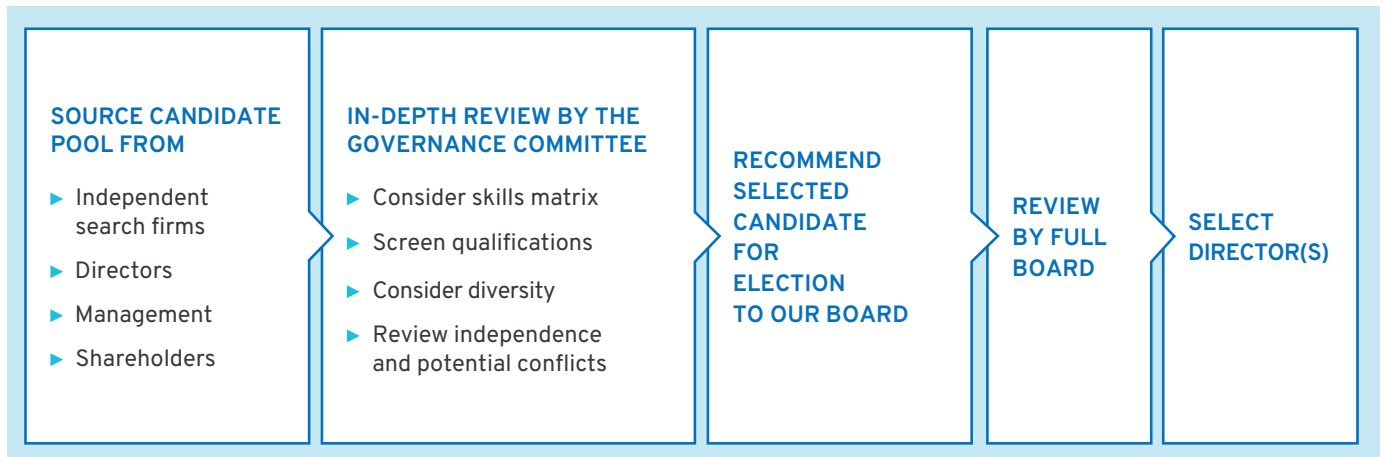 SOURCE CANDIDATE
POOL FROM
► Independent
search firms
► Directors
► Management
► Shareholders
IN-DEPTH REVIEW BY THE
GOVERNANCE COMMITTEE
► Consider skills matrix
► Screen qualifications
► Consider diversity
► Review independence
and potential conflicts
RECOMMEND
SELECTED
CANDIDATE
FOR
ELECTION
TO OUR BOARD
REVIEW
BY FULL
BOARD
SELECT
DIRECTOR(S)